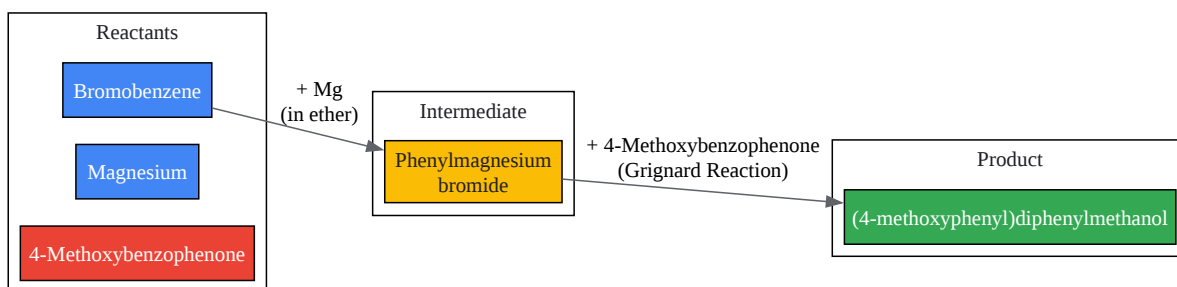 Reactants
Bromobenzene
Magnesium
4-Methoxybenzophenone
+ Mg
(in ether)
Intermediate
Phenylmagnesium
bromide
+ 4-Methoxybenzophenone
(Grignard Reaction)
Product
(4-methoxyphenyl)diphenylmethanol